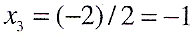 x₃ = (−2) / 2 = −1